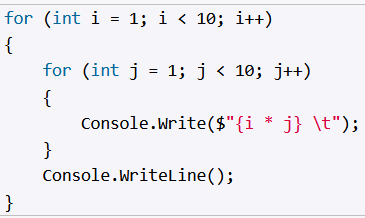 for (int i = 1; i < 10; i++)
{
    for (int j = 1; j < 10; j++)
    {
        Console.Write($"{i * j} \t");
    }
    Console.WriteLine();
}